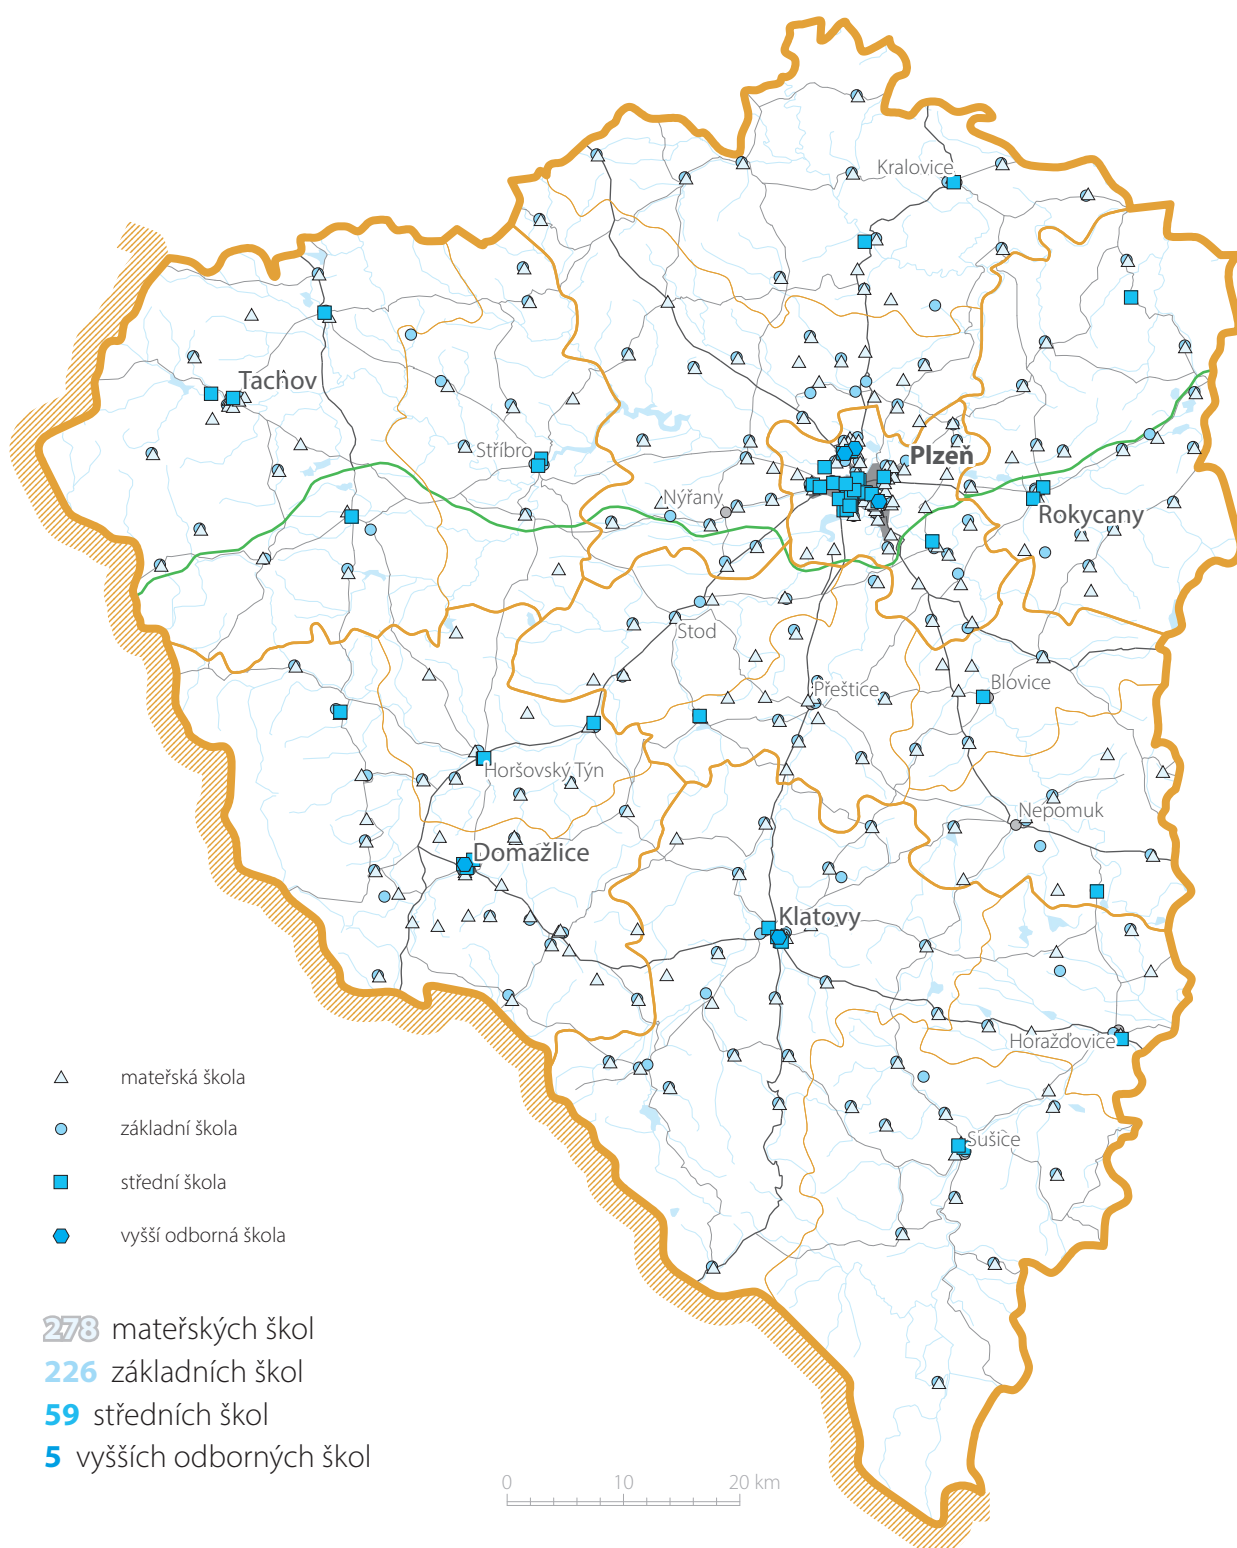 Kralovice
Tachov
Stříbro
Plzeň
Nýřany
Rokycany
Stod
Přeštice
Blovice
Horšovský Týn
Nepomuk
Domažlice
Klatovy
Horažďovice
Sušice
mateřská škola
základní škola
střední škola
vyšší odborná škola
278 mateřských škol
226 základních škol
59 středních škol
5 vyšších odborných škol
0 10 20 km